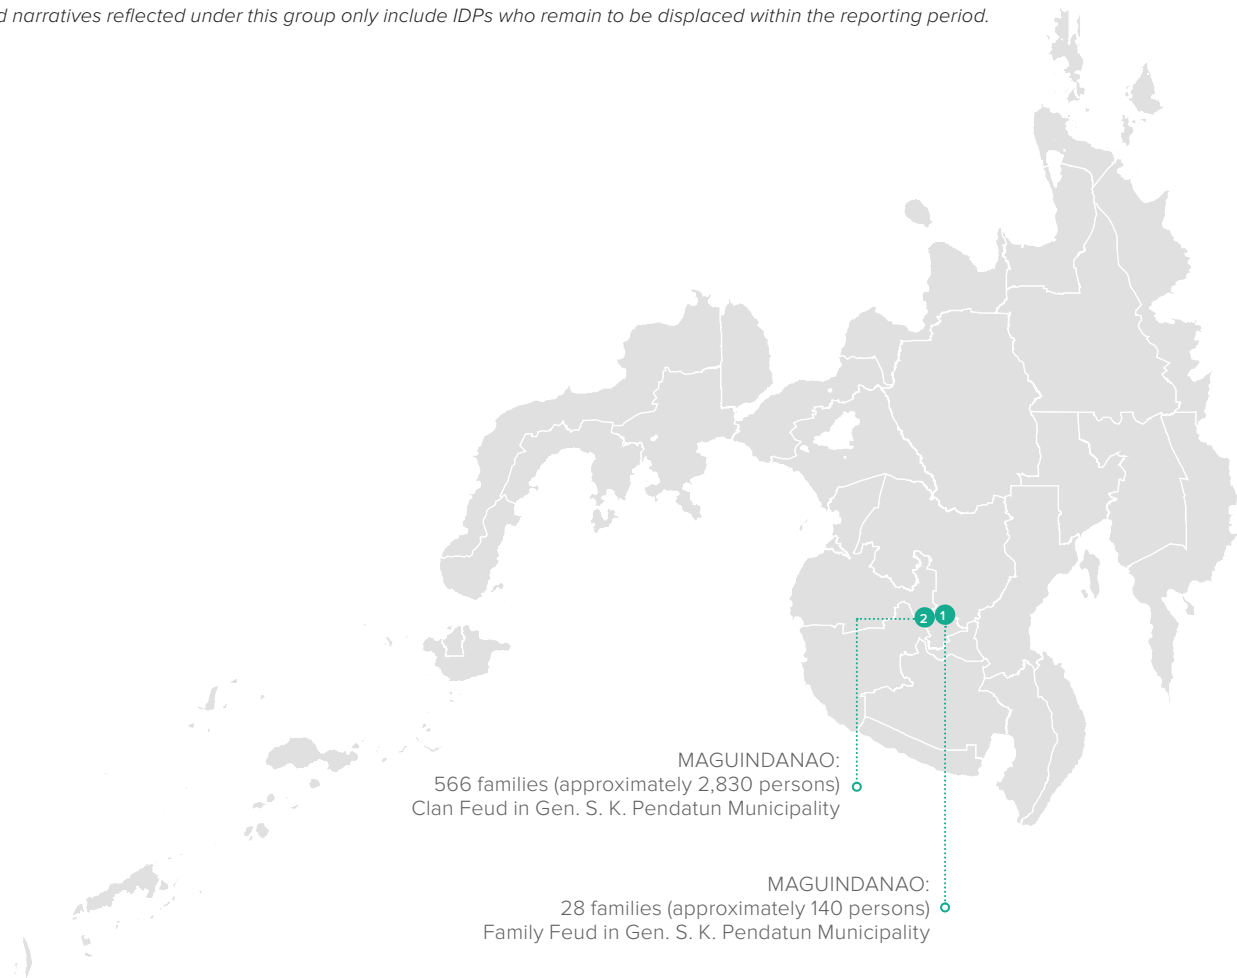 narratives reflected under this group only include IDPs who remain to be displaced within the reporting period.
2
1
MAGUINDANAO:
566 families (approximately 2,830 persons)
Clan Feud in Gen. S. K. Pendatun Municipality
MAGUINDANAO:
28 families (approximately 140 persons)
Family Feud in Gen. S. K. Pendatun Municipality